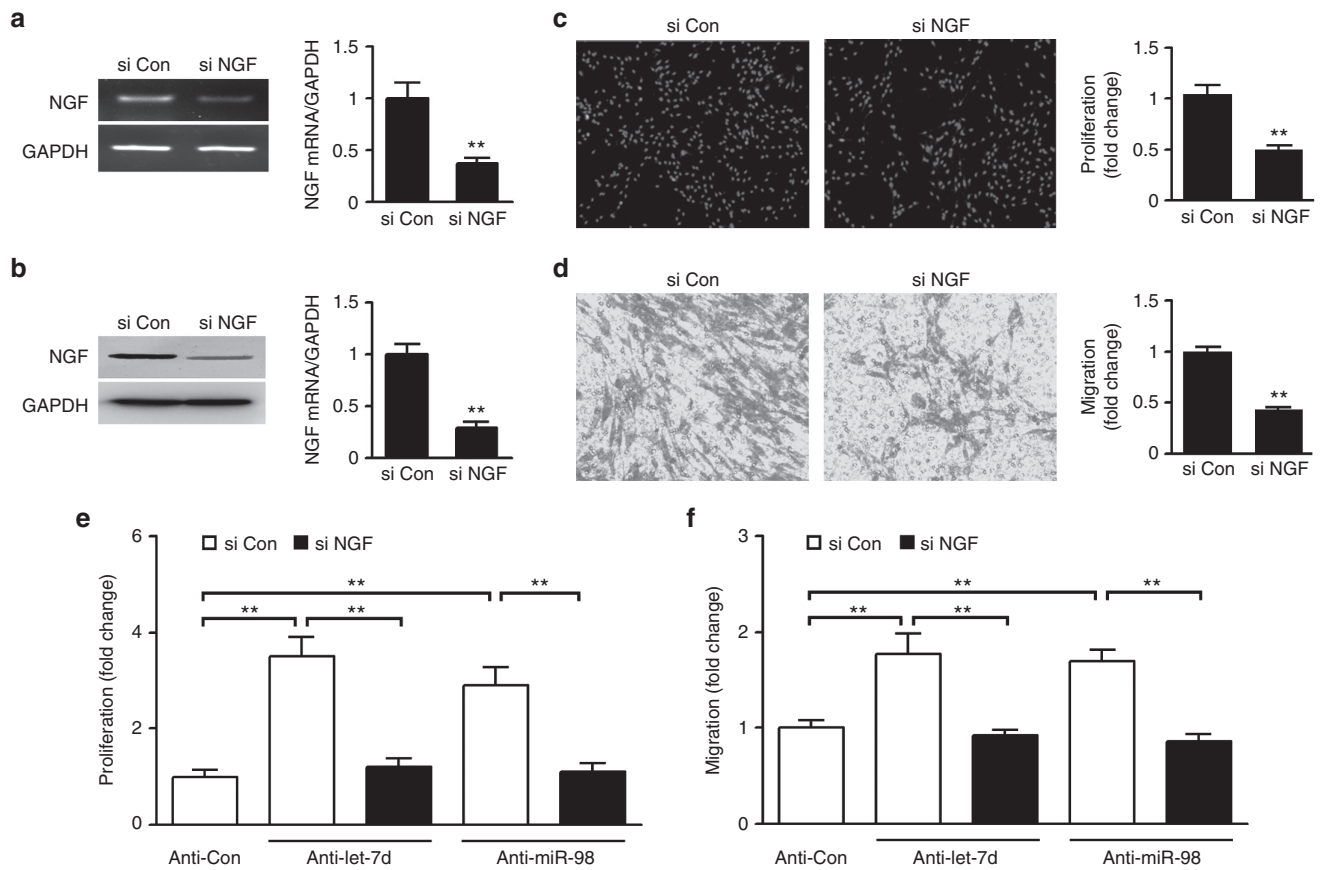 a
si Con si NGF
NGF
GAPDH
NGF mRNA/GAPDH
1.5
1
0.5
0
**
si Con si NGF
b
si Con si NGF
NGF
GAPDH
NGF mRNA/GAPDH
1.5
1
0.5
0
**
si Con si NGF
c
si Con si NGF
Proliferation
(fold change)
1.5
1
0.5
0
**
si Con si NGF
d
si Con si NGF
Migration
(fold change)
1.5
1
0.5
0
**
si Con si NGF
e
si Con si NGF
Proliferation (fold change)
6
4
2
0
** **
** **
Anti-Con Anti-let-7d Anti-miR-98
f
si Con si NGF
Migration (fold change)
3
2
1
0
** **
** **
Anti-Con Anti-let-7d Anti-miR-98